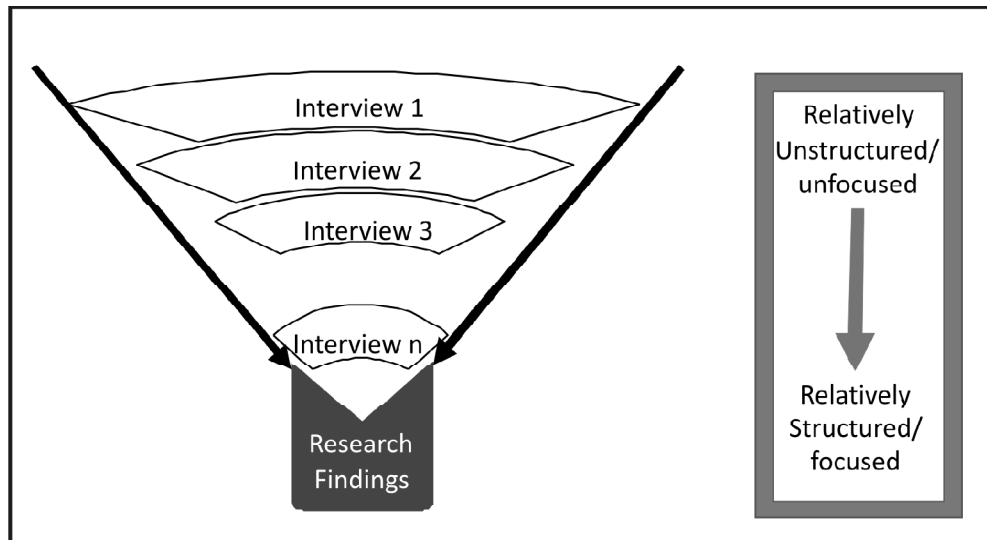 Interview 1
Interview 2
Interview 3
Interview n
Research
Findings
Relatively
Unstructured/
unfocused
Relatively
Structured/
focused